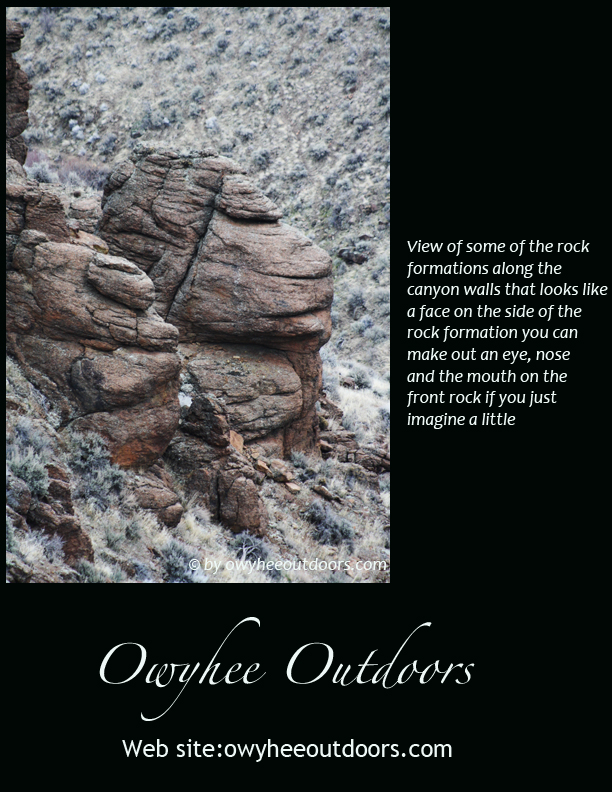 View of some of the rock
formations along the
canyon walls that looks like
a face on the side of the
rock formation you can
make out an eye, nose
and the mouth on the
front rock if you just
imagine a little
© by owyheeoutdoors.com
Owyhee Outdoors
Web site:owyheeoutdoors.com